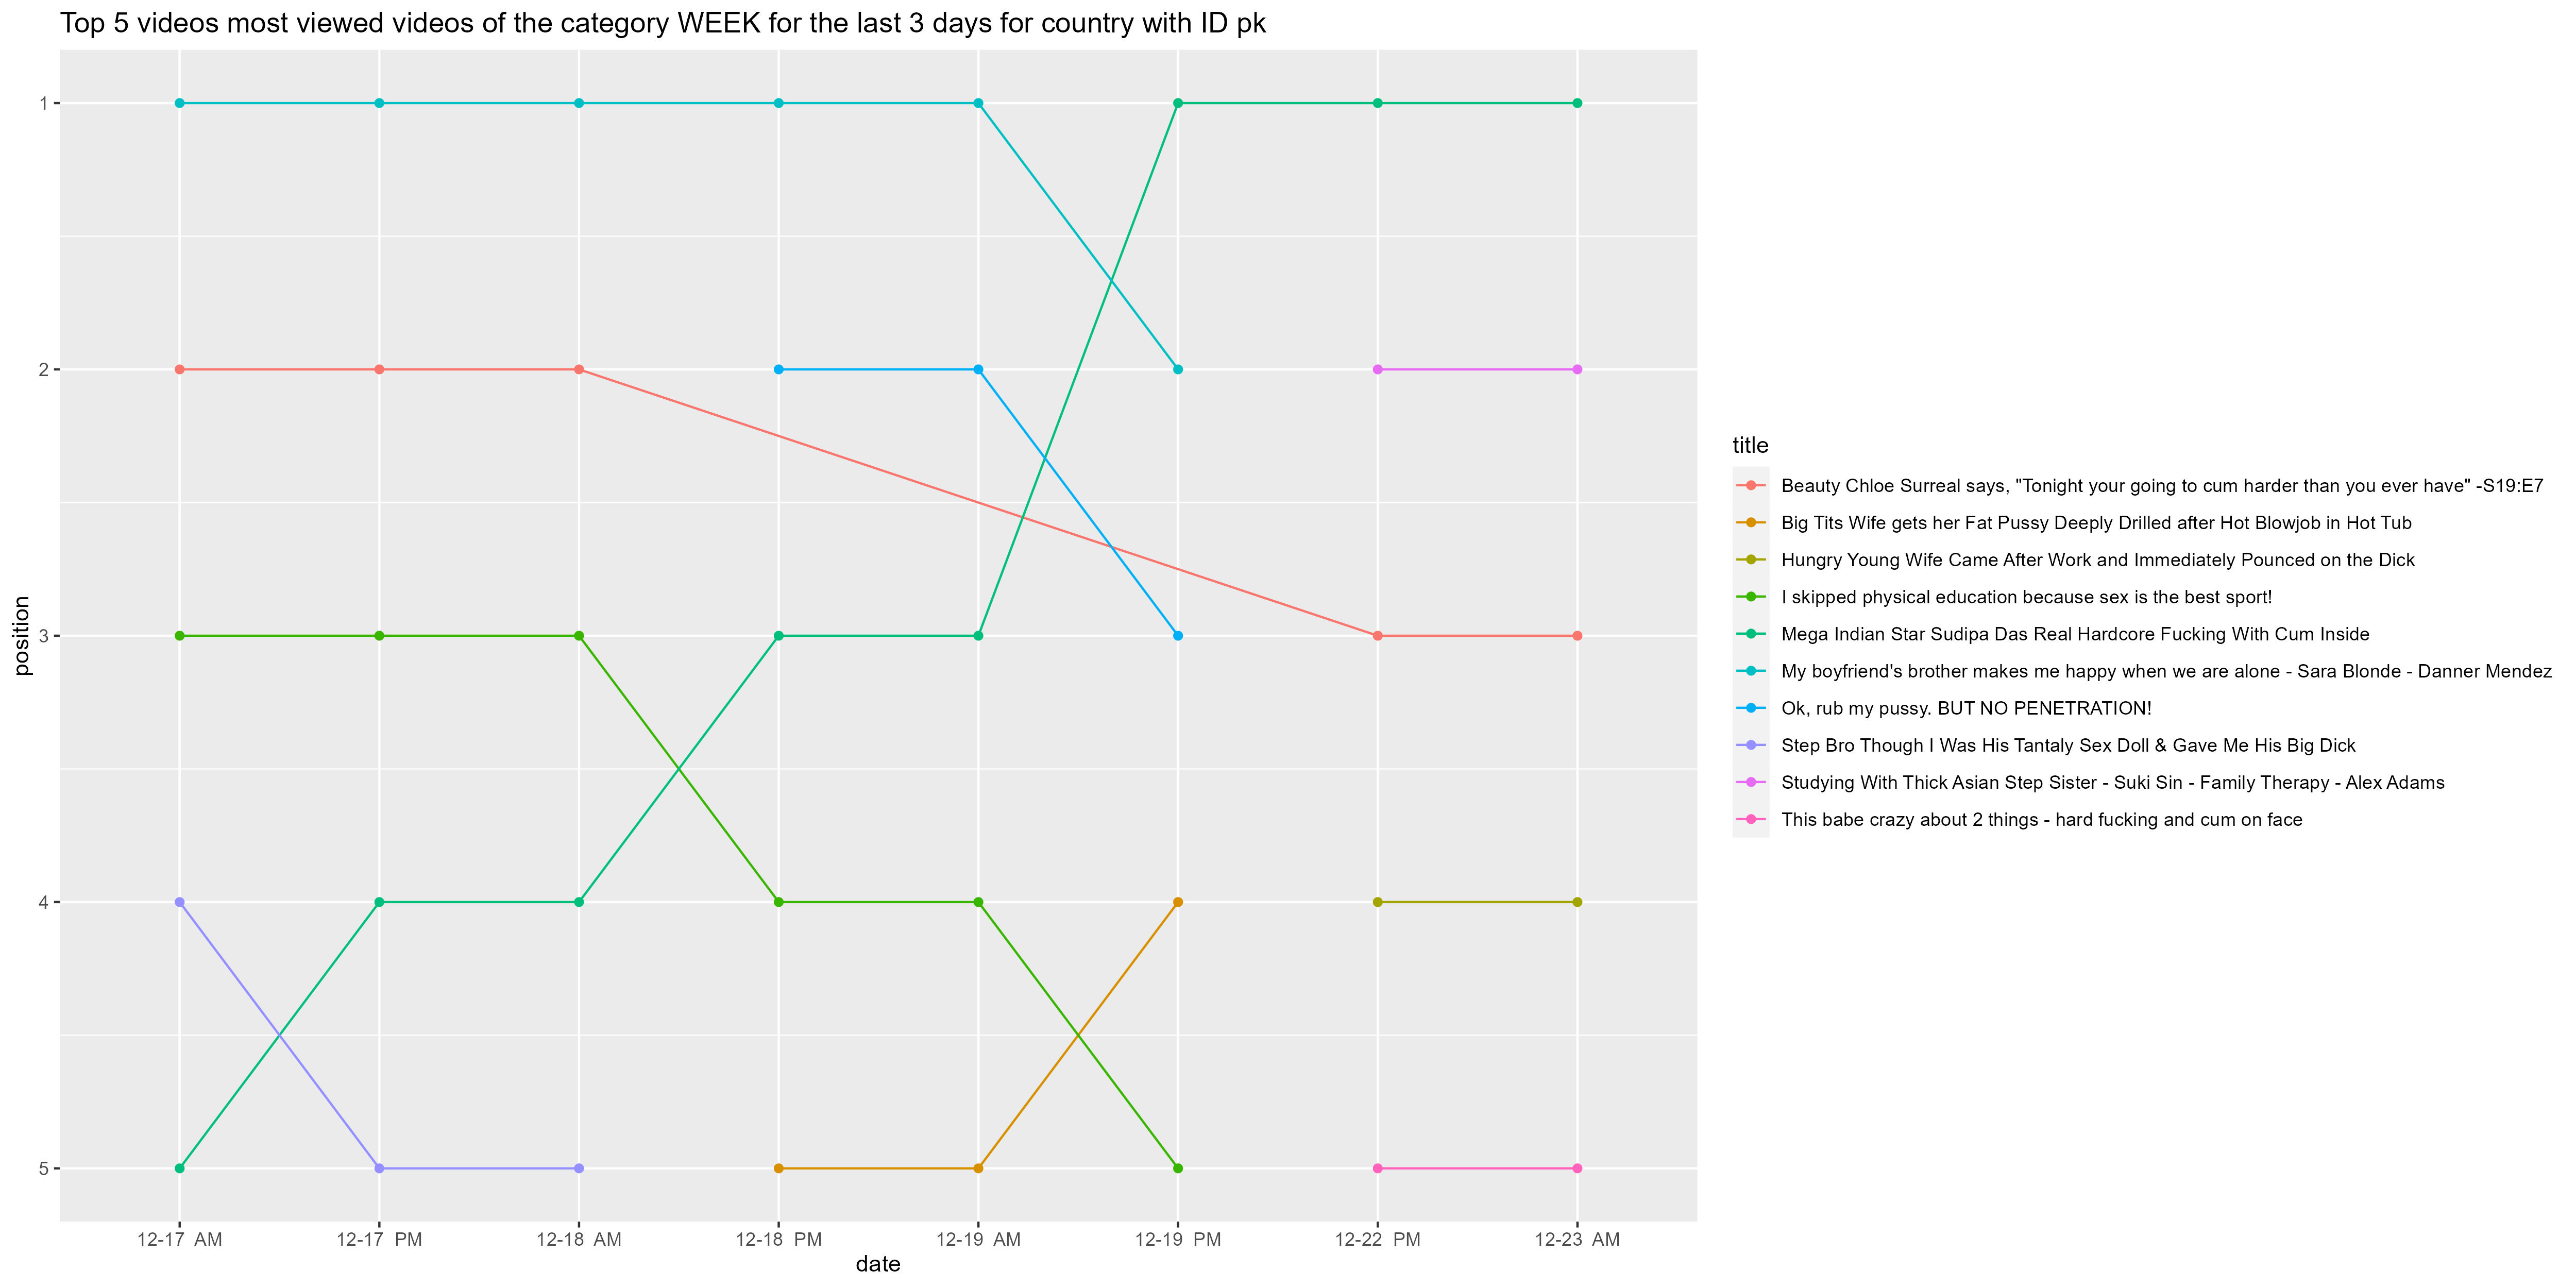 Top 5 videos most viewed videos of the category WEEK for the last 3 days for country with ID pk
position
1
2
3
4
5
12-17 AM
12-17 PM
12-18 AM
12-18 PM
12-19 AM
12-19 PM
12-22 PM
12-23 AM
date
title
Beauty Chloe Surreal says, "Tonight your going to cum harder than you ever have" -S19:E7
Big Tits Wife gets her Fat Pussy Deeply Drilled after Hot Blowjob in Hot Tub
Hungry Young Wife Came After Work and Immediately Pounced on the Dick
I skipped physical education because sex is the best sport!
Mega Indian Star Sudipa Das Real Hardcore Fucking With Cum Inside
My boyfriend's brother makes me happy when we are alone - Sara Blonde - Danner Mendez
Ok, rub my pussy. BUT NO PENETRATION!
Step Bro Though I Was His Tantaly Sex Doll & Gave Me His Big Dick
Studying With Thick Asian Step Sister - Suki Sin - Family Therapy - Alex Adams
This babe crazy about 2 things - hard fucking and cum on face